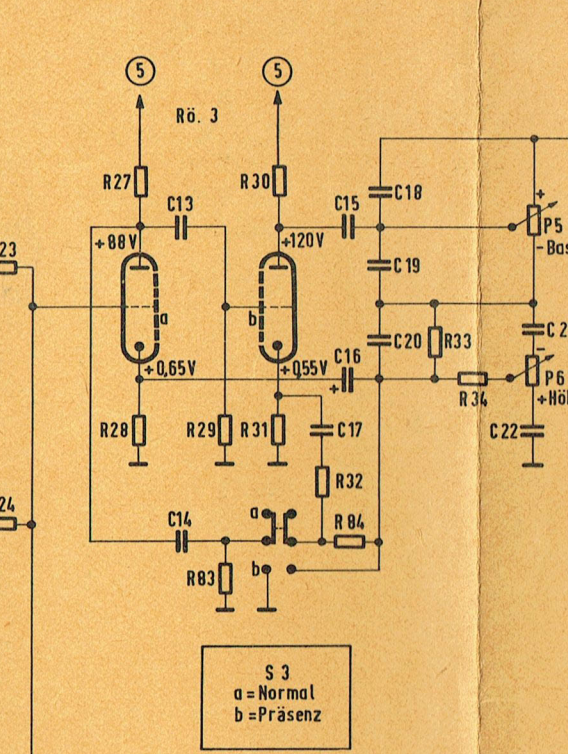 5
5
Rö. 3
R27
R30
C13
C15
C18
+88V
+120V
+
P5
-Bas
23
C19
a
b
C20
R33
C2
-
C16
+0,65V
+0,55V
+
P6
+Hö
R34
R28
R29
R31
C17
C22
R32
24
a
C14
R84
R83
b
S 3
a=Normal
b=Präsenz